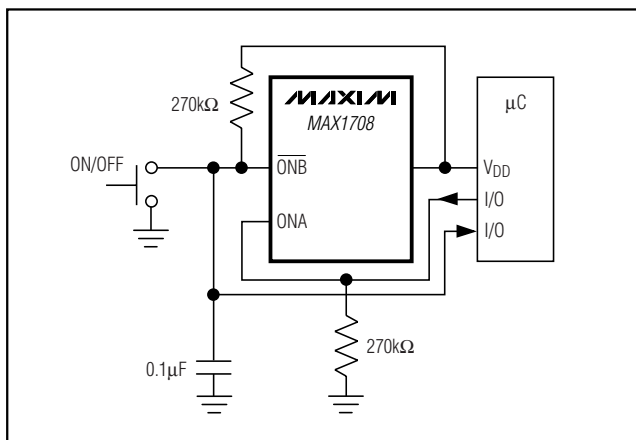 270kΩ
MAXIM
MAX1708
μC
ON/OFF
ONB
VDD
I/O
ONA
I/O
270kΩ
0.1μF